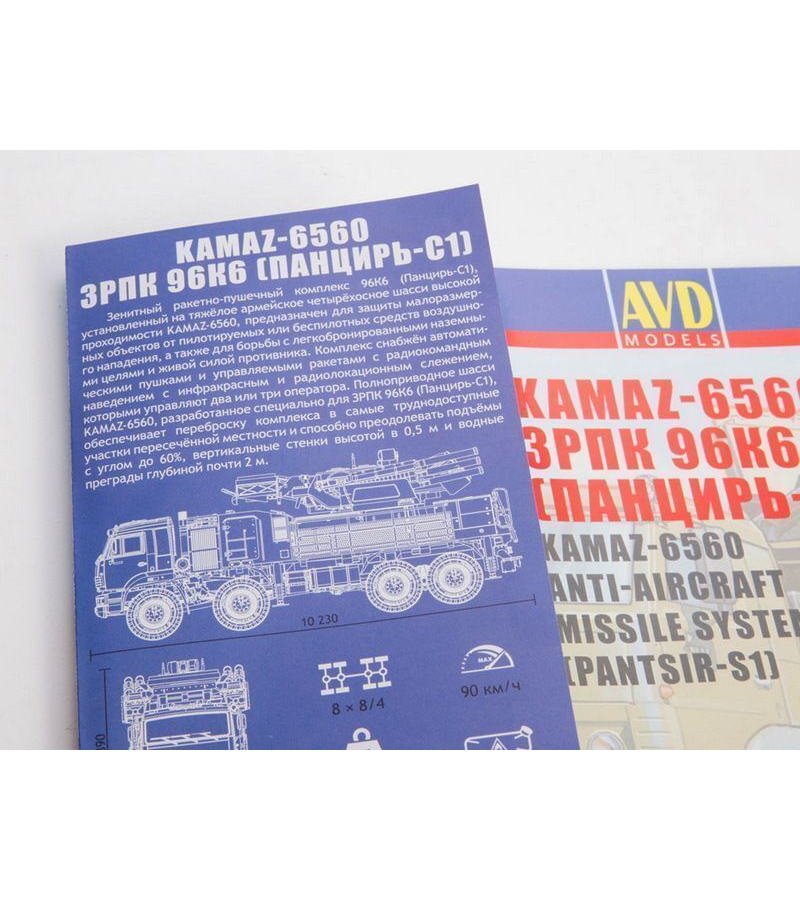 KAMAZ-6560
ЗРПК 96К6 (ПАНЦИРЬ-С1)
Зенитный ракетно-пушечный комплекс 96К6 (Панцирь-С1),
установленный на тяжёлое армейское четырёхосное шасси высокой
проходимости KAMAZ-6560, предназначен для защиты малоразмер-
ных объектов от пилотируемых или беспилотных средств воздушно-
го нападения, а также для борьбы с легкобронированными наземны-
ми целями и живой силой противника. Комплекс снабжён автомати-
ческими пушками и управляемыми ракетами с радиокомандным
наведением с инфракрасным и радиолокационным слежением,
которыми управляют два или три оператора. Полноприводное шасси
KAMAZ-6560, разработанное специально для ЗРПК 96К6 (Панцирь-С1),
обеспечивает переброску комплекса в самые труднодоступные
участки пересечённой местности и способно преодолевать подъёмы
с углом до 60%, вертикальные стенки высотой в 0,5 м и водные
преграды глубиной почти 2 м.
10 230
MAX
8 × 8/4
90 км/ч
AVD
MODELS
KAMAZ-6560
ЗРПК 96К6
(ПАНЦИРЬ-
KAMAZ-6560
ANTI-AIRCRAFT
MISSILE SYSTEM
(PANTSIR-S1)